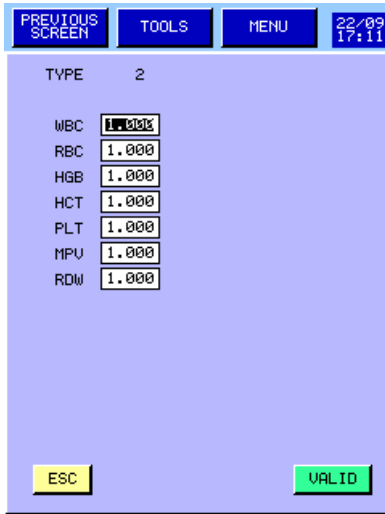 PREVIOUS SCREEN TOOLS MENU 22/09 17:11
TYPE 2
WBC 1.000
RBC 1.000
HGB 1.000
HCT 1.000
PLT 1.000
MPV 1.000
RDW 1.000
ESC VALID